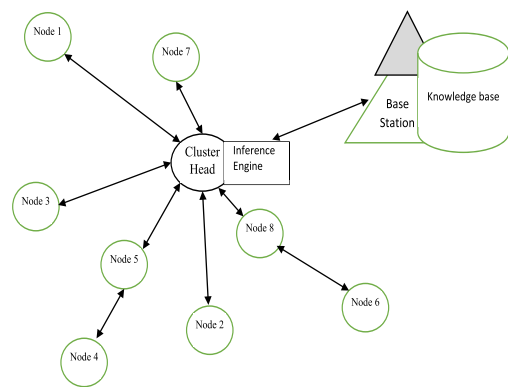 Node 1
Node 7
Base
Station
Knowledge base
Cluster
Head
Inference
Engine
Node 3
Node 8
Node 5
Node 6
Node 2
Node 4